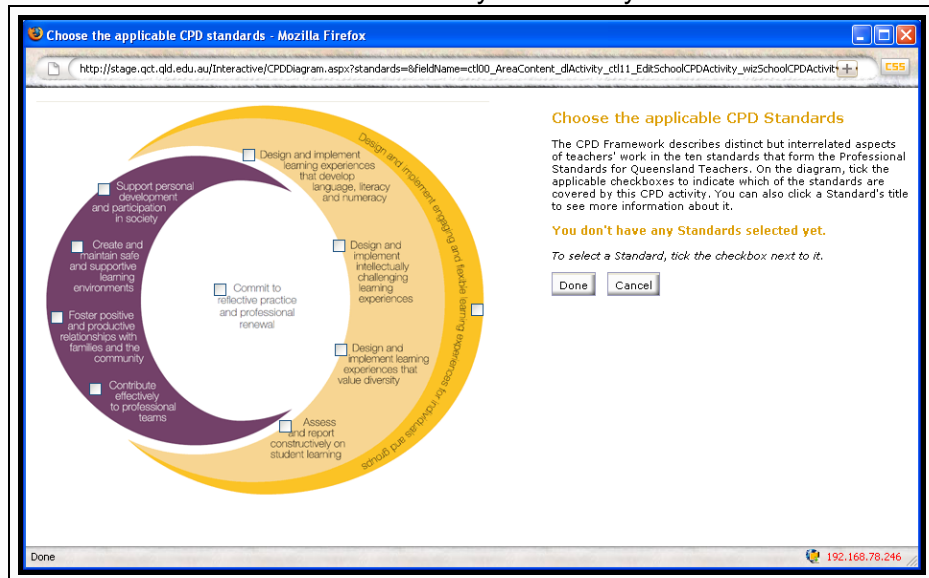 Choose the applicable CPD standards - Mozilla Firefox
http://stage.qct.qld.edu.au/Interactive/CPDDiagram.aspx?standards=&fieldName=ctl00_AreaContent_dlActivity_ctl11_EditSchoolCPDActivity_wizSchoolCPDActivit
CSS
Design and implement
learning experiences
that develop
language, literacy
and numeracy
Design and implement engaging and flexible learning experiences for individuals and groups
Support personal
development
and participation
in society
Create and
maintain safe
and supportive
learning
environments
Design and
implement
intellectually
challenging
learning
experiences
Commit to
reflective practice
and professional
renewal
Foster positive
and productive
relationships with
families and the
community
Design and
implement learning
experiences that
value diversity
Contribute
effectively
to professional
teams
Assess
and report
constructively on
student learning
Choose the applicable CPD Standards
The CPD Framework describes distinct but interrelated aspects
of teachers' work in the ten standards that form the Professional
Standards for Queensland Teachers. On the diagram, tick the
applicable checkboxes to indicate which of the standards are
covered by this CPD activity. You can also click a Standard's title
to see more information about it.
You don't have any Standards selected yet.
To select a Standard, tick the checkbox next to it.
Done
Cancel
Done
192.168.78.246